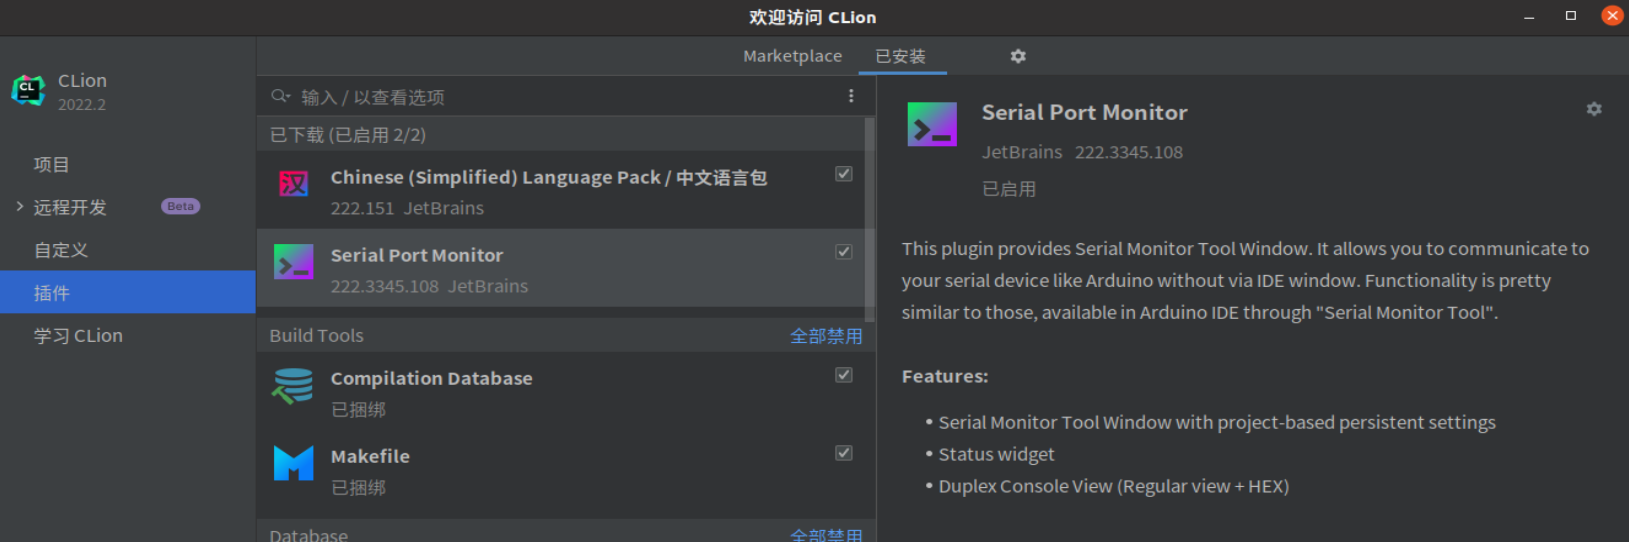 欢迎访问 CLion
CLion
2022.2
项目
远程开发 Beta
自定义
插件
学习 CLion
Marketplace 已安装
输入 / 以查看选项
已下载 (已启用 2/2)
汉 Chinese (Simplified) Language Pack / 中文语言包
222.151 JetBrains
Serial Port Monitor
222.3345.108 JetBrains
Build Tools 全部禁用
Compilation Database
已捆绑
Makefile
已捆绑
Database 全部禁用
Serial Port Monitor
JetBrains 222.3345.108
已启用
This plugin provides Serial Monitor Tool Window. It allows you to communicate to
your serial device like Arduino without via IDE window. Functionality is pretty
similar to those, available in Arduino IDE through "Serial Monitor Tool".
Features:
• Serial Monitor Tool Window with project-based persistent settings
• Status widget
• Duplex Console View (Regular view + HEX)